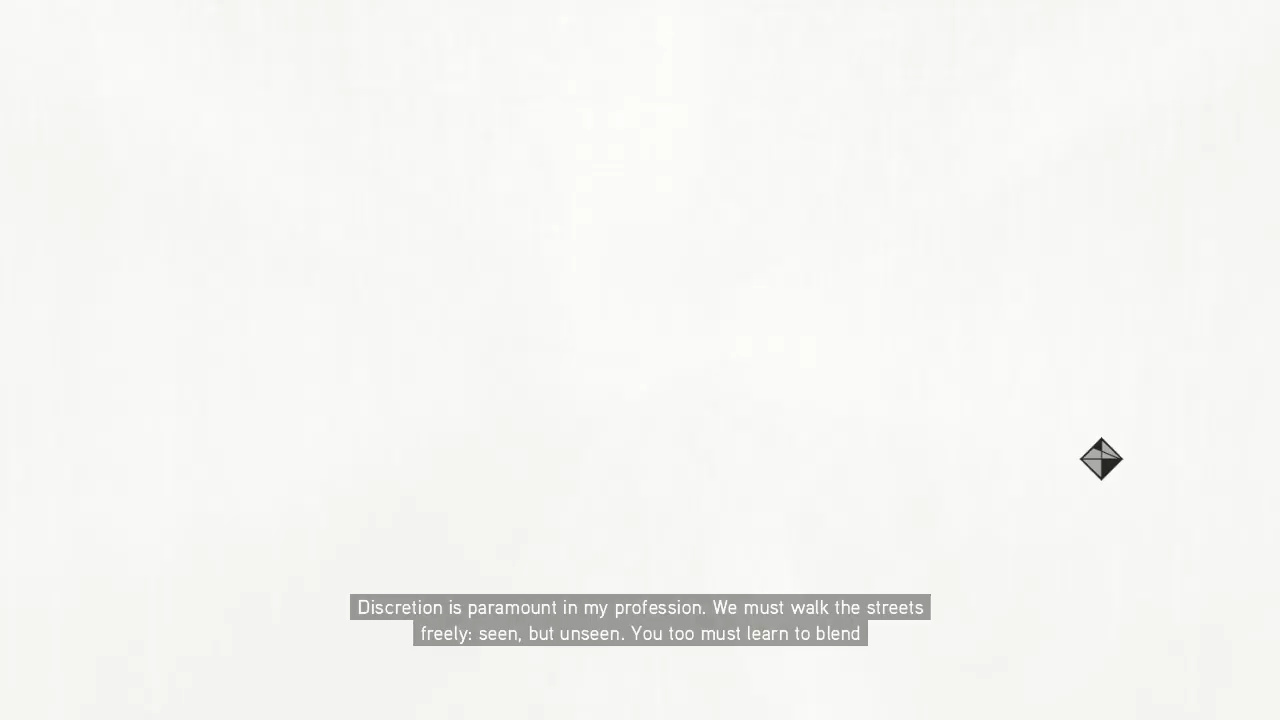 Discretion is paramount in my profession. We must walk the streets
freely: seen, but unseen. You too must learn to blend